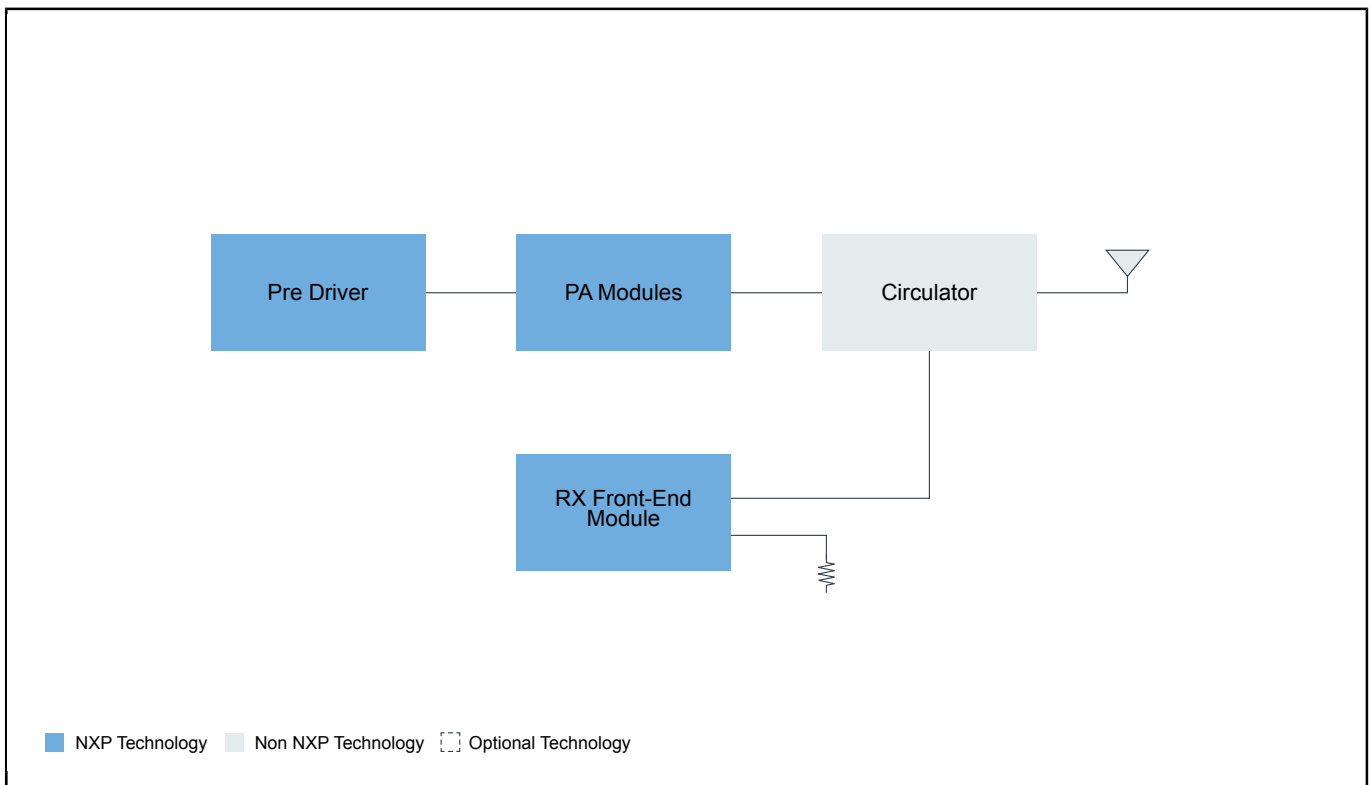 Pre Driver
PA Modules
Circulator
RX Front-End
Module
NXP Technology
Non NXP Technology
Optional Technology